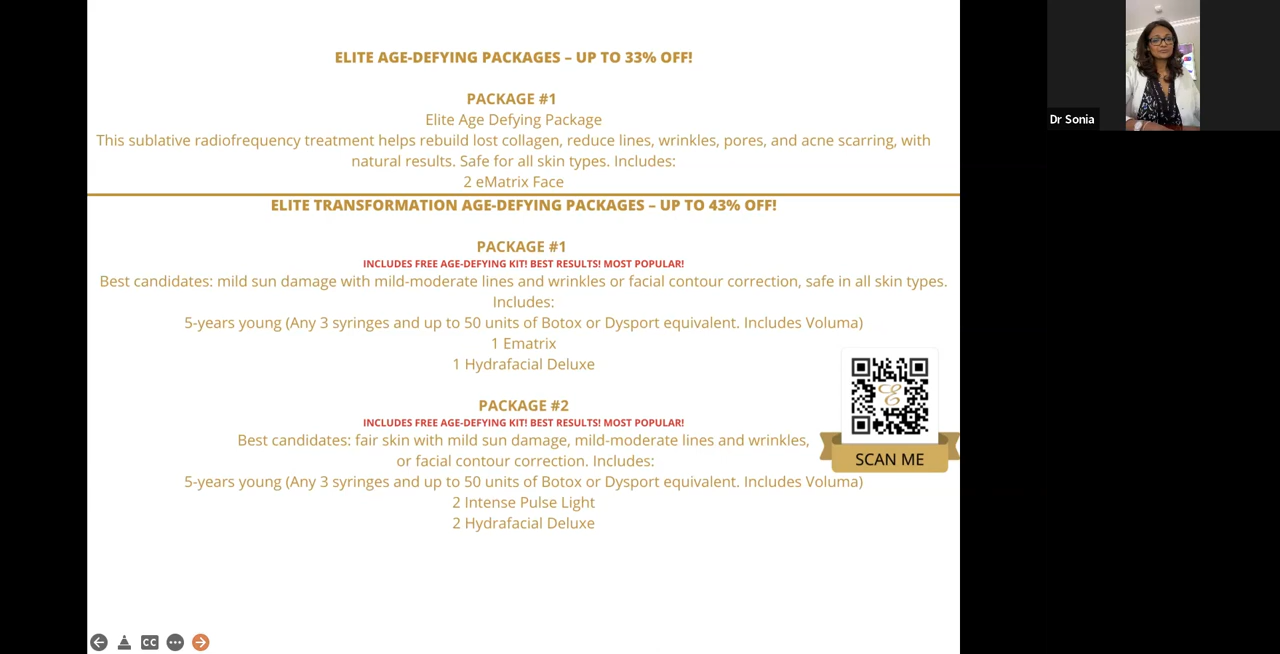 ELITE AGE-DEFYING PACKAGES – UP TO 33% OFF!
PACKAGE #1
Elite Age Defying Package
This sublative radiofrequency treatment helps rebuild lost collagen, reduce lines, wrinkles, pores, and acne scarring, with
natural results. Safe for all skin types. Includes:
2 eMatrix Face
ELITE TRANSFORMATION AGE-DEFYING PACKAGES – UP TO 43% OFF!
PACKAGE #1
INCLUDES FREE AGE-DEFYING KIT! BEST RESULTS! MOST POPULAR!
Best candidates: mild sun damage with mild-moderate lines and wrinkles or facial contour correction, safe in all skin types.
Includes:
5-years young (Any 3 syringes and up to 50 units of Botox or Dysport equivalent. Includes Voluma)
1 Ematrix
1 Hydrafacial Deluxe
PACKAGE #2
INCLUDES FREE AGE-DEFYING KIT! BEST RESULTS! MOST POPULAR!
Best candidates: fair skin with mild sun damage, mild-moderate lines and wrinkles,
or facial contour correction. Includes:
5-years young (Any 3 syringes and up to 50 units of Botox or Dysport equivalent. Includes Voluma)
2 Intense Pulse Light
2 Hydrafacial Deluxe
E
SCAN ME
CC
Dr Sonia